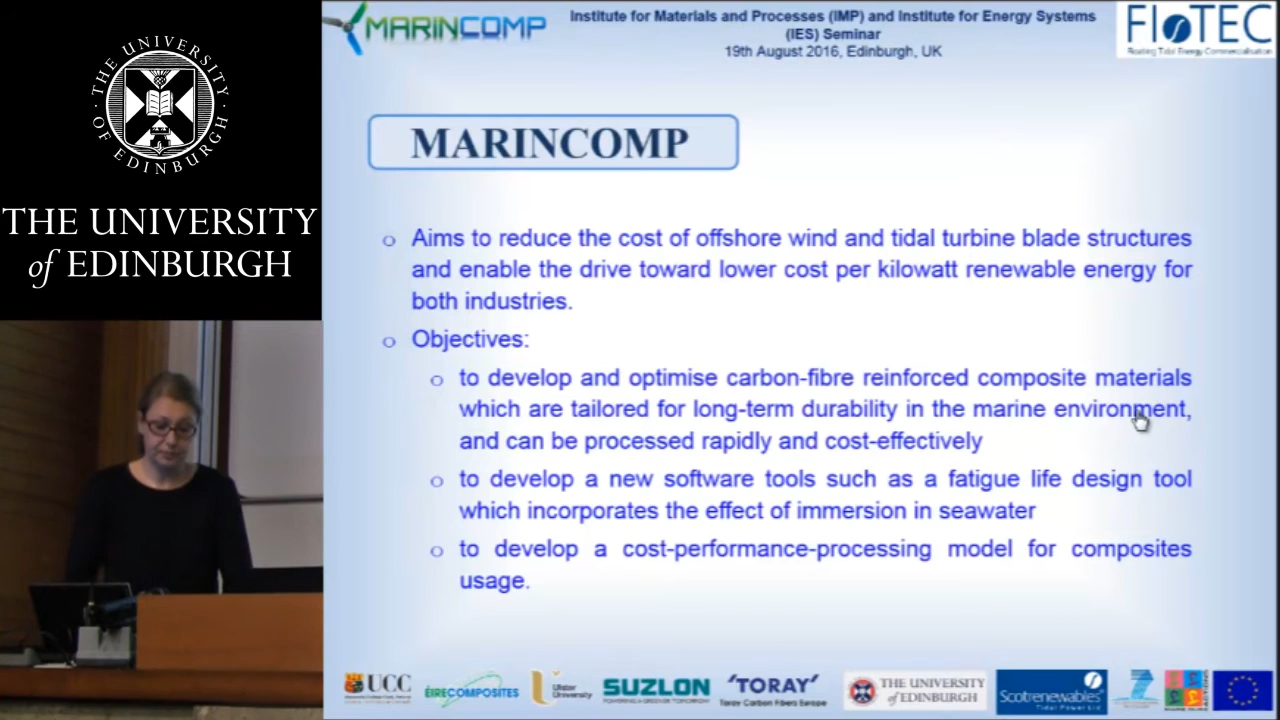 THE UNIVERSITY OF EDINBURGH
THE UNIVERSITY
of EDINBURGH
MARINCOMP
Institute for Materials and Processes (IMP) and Institute for Energy Systems
(IES) Seminar
19th August 2016, Edinburgh, UK
FloTEC
Floating Tidal Energy Commercialisation
MARINCOMP
o Aims to reduce the cost of offshore wind and tidal turbine blade structures
and enable the drive toward lower cost per kilowatt renewable energy for
both industries.
o Objectives:
o to develop and optimise carbon-fibre reinforced composite materials
which are tailored for long-term durability in the marine environment,
and can be processed rapidly and cost-effectively
o to develop a new software tools such as a fatigue life design tool
which incorporates the effect of immersion in seawater
o to develop a cost-performance-processing model for composites
usage.
UCC
ÉIRECOMPOSITES
Ulster
University
SUZLON
POWERING A GREENER TOMORROW
'TORAY'
Toray Carbon Fibers Europe
THE UNIVERSITY
of EDINBURGH
Scotrenewables
Tidal Power Ltd